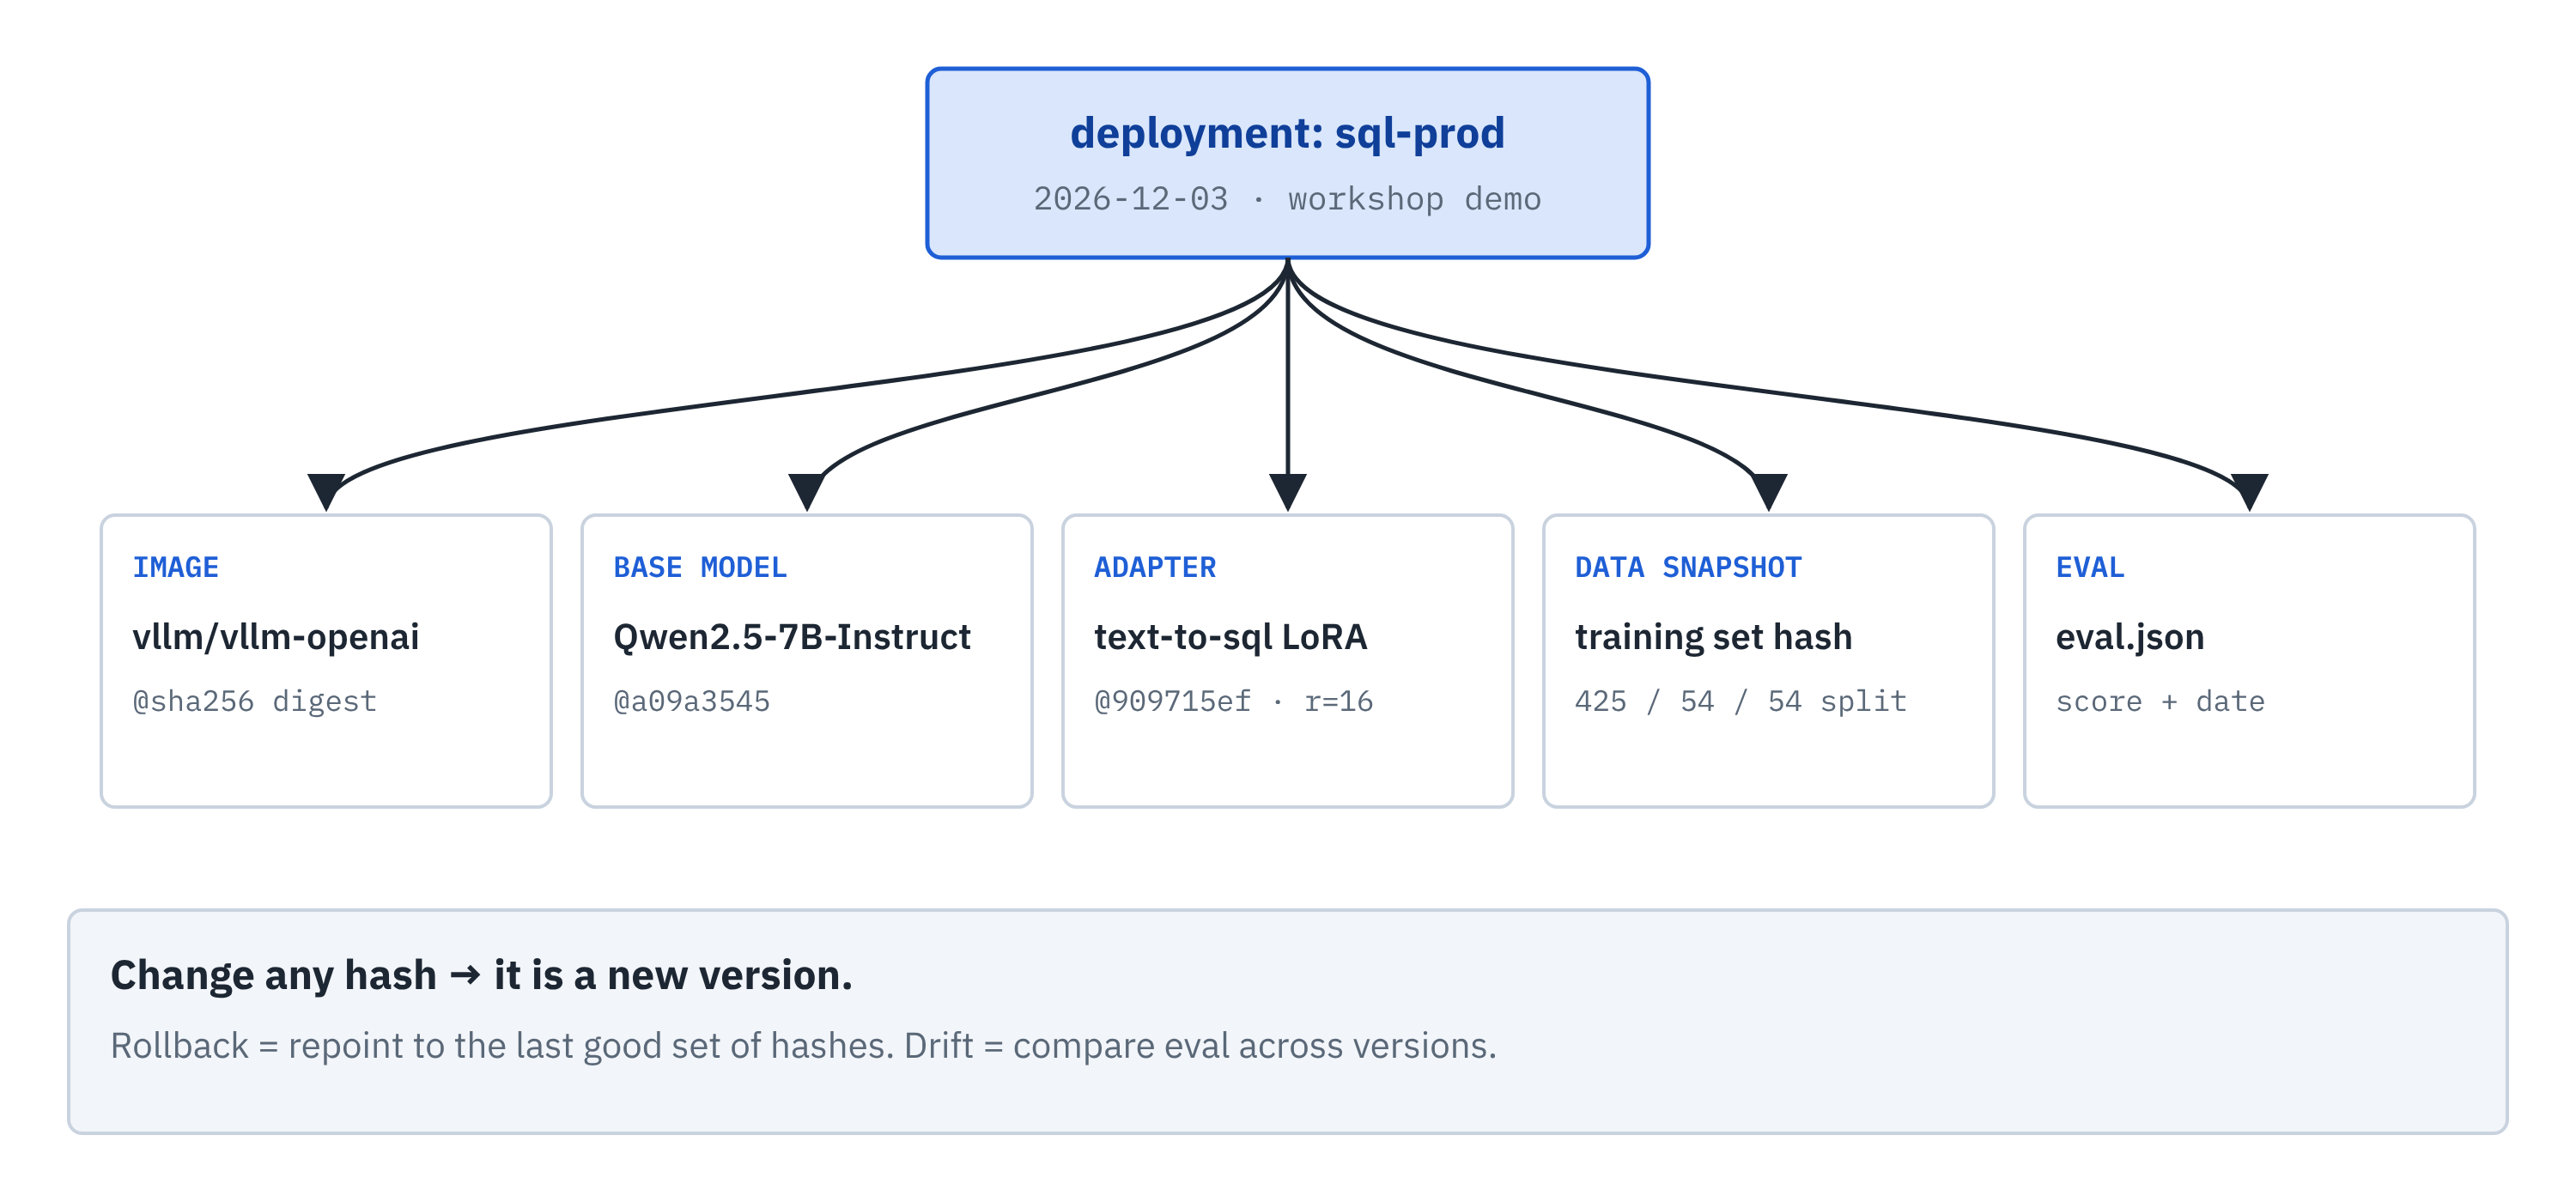 deployment: sql-prod
2026-12-03 · workshop demo
IMAGE
vllm/vllm-openai
@sha256 digest
BASE MODEL
Qwen2.5-7B-Instruct
@a09a3545
ADAPTER
text-to-sql LoRA
@909715ef · r=16
DATA SNAPSHOT
training set hash
425 / 54 / 54 split
EVAL
eval.json
score + date
Change any hash → it is a new version.
Rollback = repoint to the last good set of hashes. Drift = compare eval across versions.